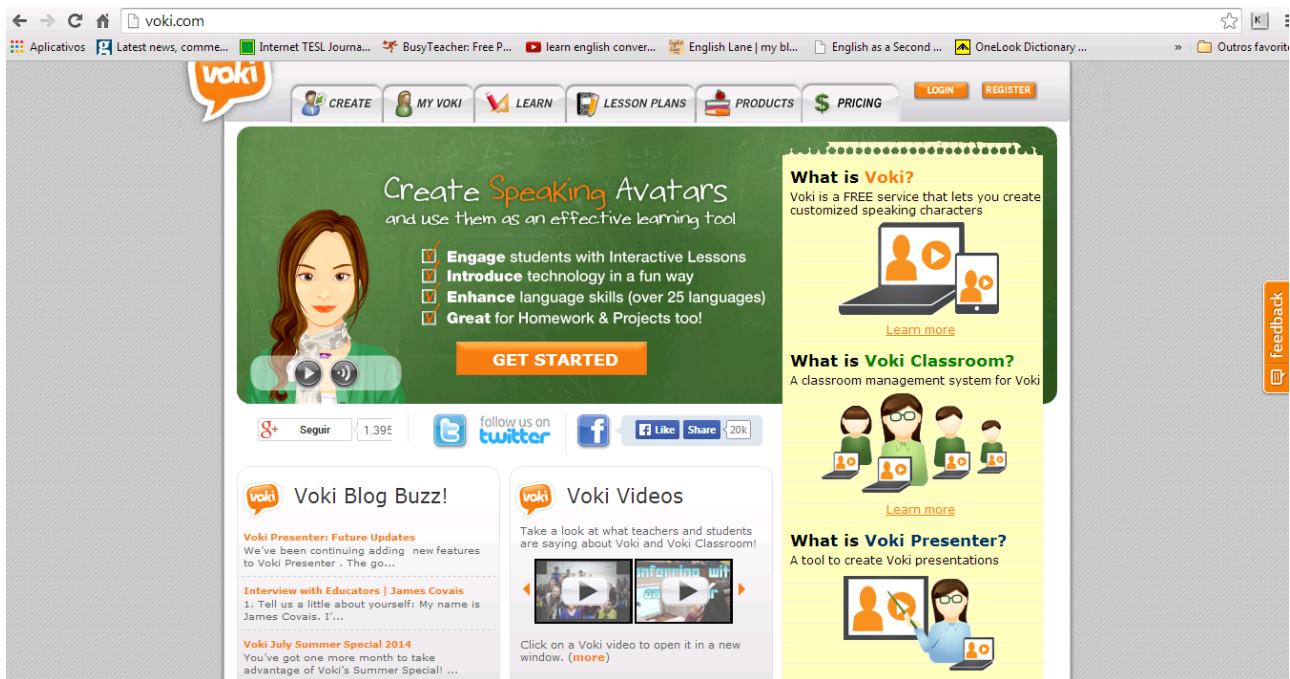 voki.com
Aplicativos
Latest news, comme...
Internet TESL Journa...
BusyTeacher: Free P...
learn english conver...
English Lane | my bl...
English as a Second ...
OneLook Dictionary ...
»
Outros favorit
voki
CREATE
MY VOKI
LEARN
LESSON PLANS
PRODUCTS
$ PRICING
LOGIN
REGISTER
Create Speaking Avatars
and use them as an effective learning tool
Engage students with Interactive Lessons
Introduce technology in a fun way
Enhance language skills (over 25 languages)
Great for Homework & Projects too!
GET STARTED
What is Voki?
Voki is a FREE service that lets you create
customized speaking characters
Learn more
What is Voki Classroom?
A classroom management system for Voki
Learn more
What is Voki Presenter?
A tool to create Voki presentations
feedback
g+ Seguir
1.395
follow us on
twitter
f
Like
Share
20k
voki
Voki Blog Buzz!
Voki Presenter: Future Updates
We've been continuing adding new features
to Voki Presenter . The go...
Interview with Educators | James Covais
1. Tell us a little about yourself: My name is
James Covais. I'...
Voki July Summer Special 2014
You've got one more month to take
advantage of Voki's Summer Special! ...
voki
Voki Videos
Take a look at what teachers and students
are saying about Voki and Voki Classroom!
Click on a Voki video to open it in a new
window. (more)